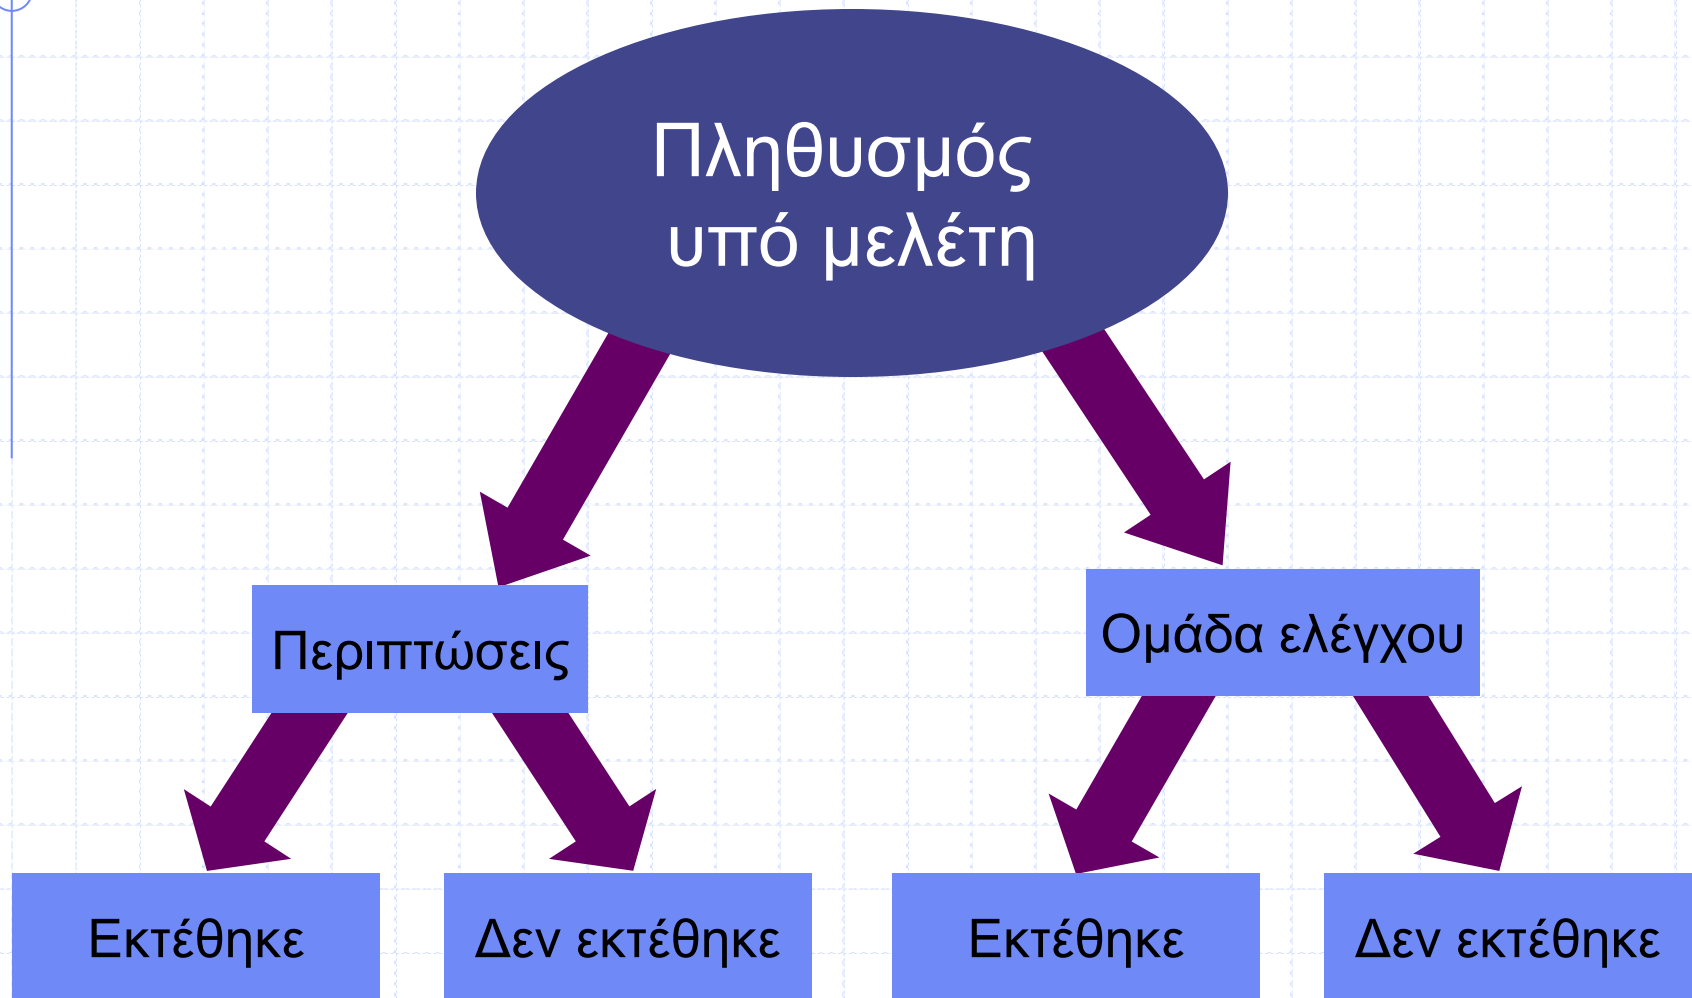 Πληθυσμός
υπό μελέτη
Περιπτώσεις
Ομάδα ελέγχου
Εκτέθηκε
Δεν εκτέθηκε
Εκτέθηκε
Δεν εκτέθηκε